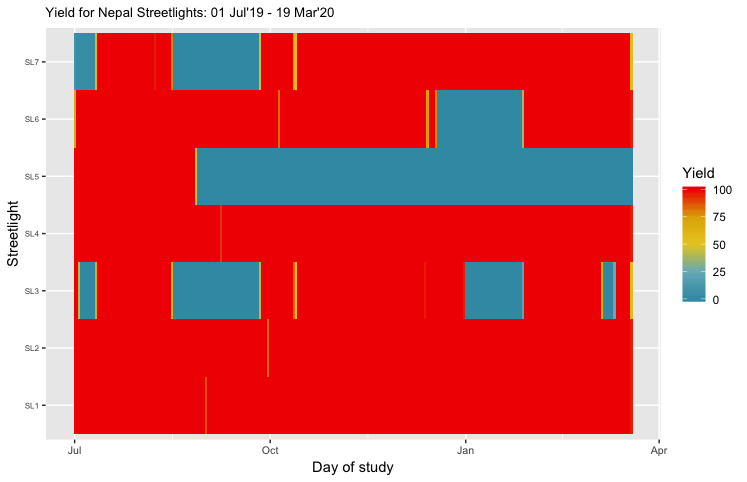 Yield for Nepal Streetlights: 01 Jul'19 - 19 Mar'20
SL7
SL6
SL5
SL4
SL3
SL2
SL1
Streetlight
Jul
Oct
Jan
Apr
Day of study
Yield
100
75
50
25
0